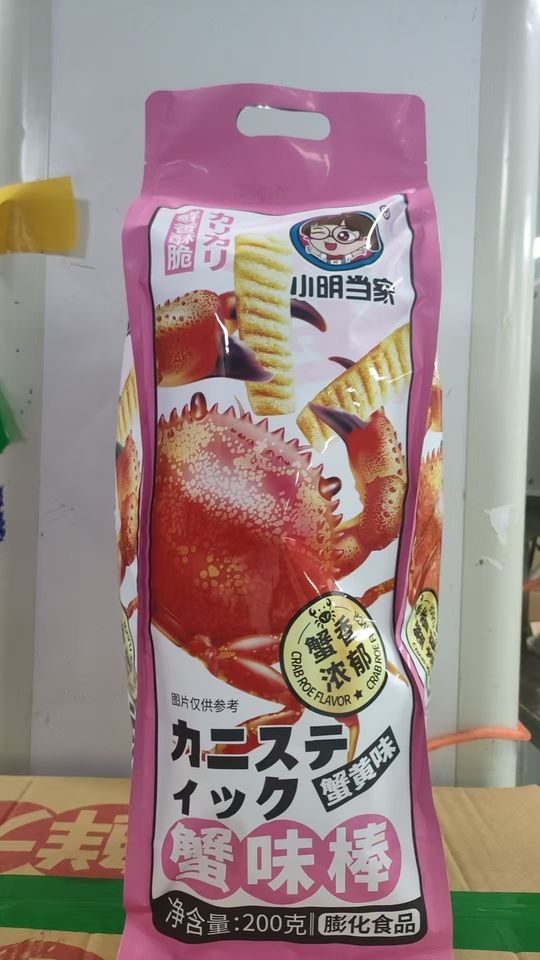 鲜香酥脆
カリカリ
小明当家
蟹香浓郁
CRAB ROE FLAVOR
CRAB ROE F
图片仅供参考
カニステ
ィック
蟹黄味
蟹味棒
净含量:200克
膨化食品